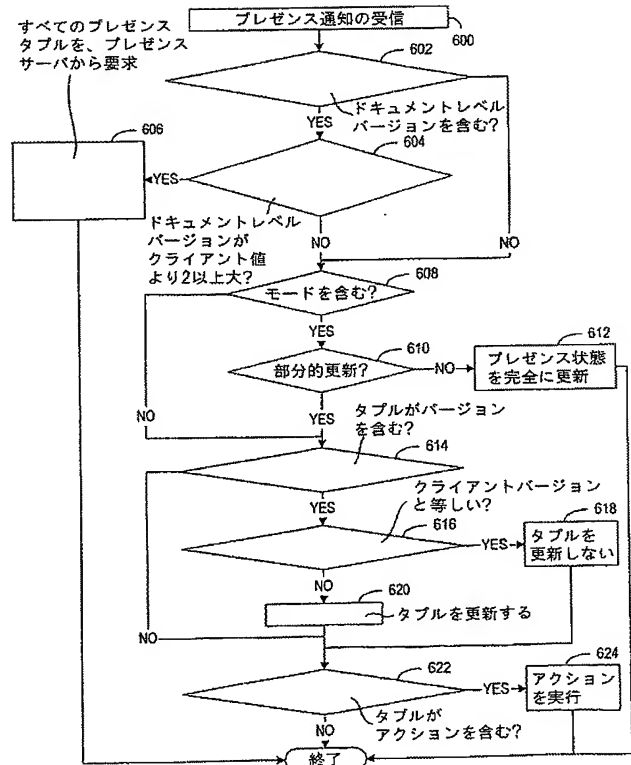 すべてのプレゼンス
タプルを、プレゼンス
サーバから要求
プレゼンス通知の受信
600
602
ドキュメントレベル
バージョンを含む?
YES
606
604
YES
ドキュメントレベル
バージョンが
クライアント値
より2以上大?
NO
NO
608
モードを含む?
YES
610
612
部分的更新?
NO
プレゼンス状態
を完全に更新
NO
YES
タプルがバージョン
を含む?
614
クライアントバージョン
と等しい?
YES
616
618
YES
タプルを
更新しない
NO
620
タプルを更新する
NO
622
624
YES
アクション
を実行
タプルが
アクションを含む?
NO
終了